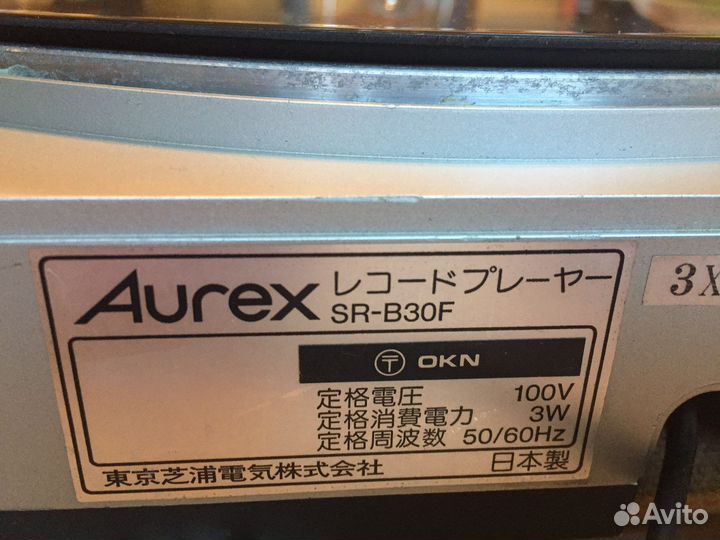 Aurex レコードプレーヤー
SR-B30F
〒 OKN
定格電圧 100V
定格消費電力 3W
定格周波数 50/60Hz
東京芝浦電気株式会社 日本製
3X
Avito